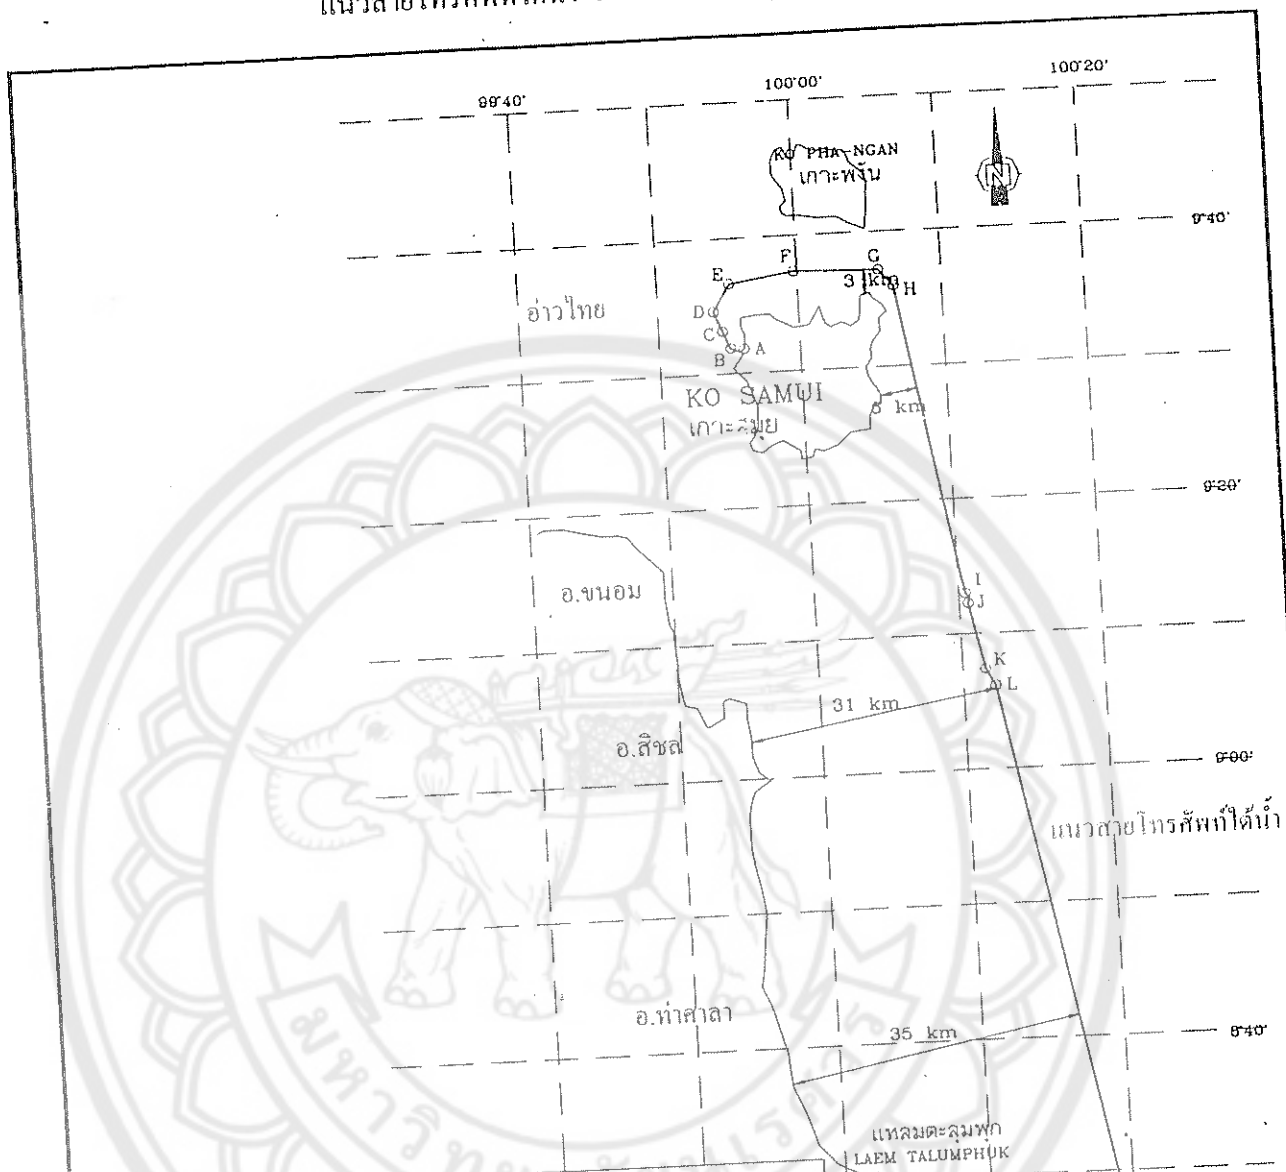 99°40'
100°00'
100°20'
KO PHA-NGAN
เกาะพงัน
N
9°40'
F
G
E
3 km
H
D
อ่าวไทย
C
B
A
KO SAMUI
เกาะสมุย
3 km
9°20'
I
J
อ.ขนอม
K
L
31 km
อ.สิชล
9°00'
แนวสายโทรศัพท์ใต้น้ำ
อ.ท่าศาลา
35 km
8°40'
แหลมตะลุมพุก
LAEM TALUMPHUK